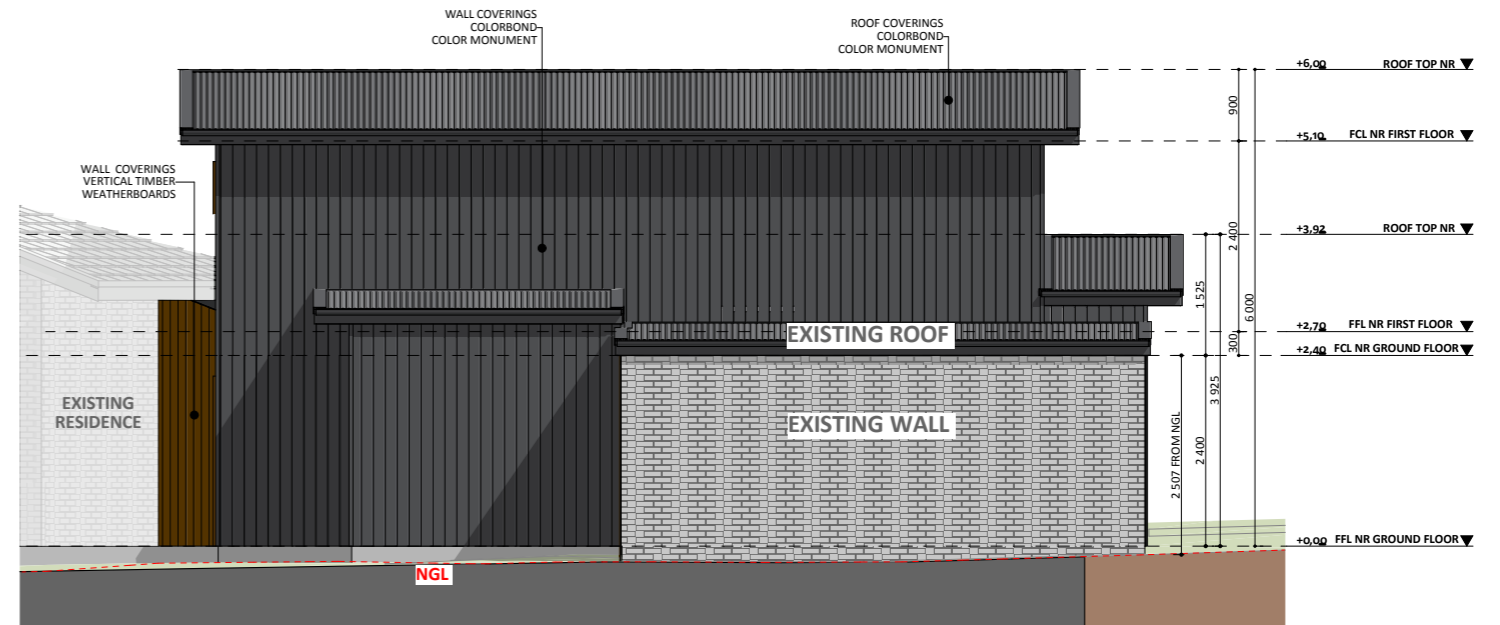 WALL COVERINGS
COLORBOND
COLOR MONUMENT
ROOF COVERINGS
COLORBOND
COLOR MONUMENT
WALL COVERINGS
VERTICAL TIMBER
WEATHERBOARDS
+6,00 ROOF TOP NR
+5,10 FCL NR FIRST FLOOR
+3,92 ROOF TOP NR
+2,70 FFL NR FIRST FLOOR
+2,40 FCL NR GROUND FLOOR
+0,00 FFL NR GROUND FLOOR
900
2 400
300
6 000
1 525
3 925
2 400
2 507 FROM NGL
EXISTING ROOF
EXISTING WALL
EXISTING
RESIDENCE
NGL